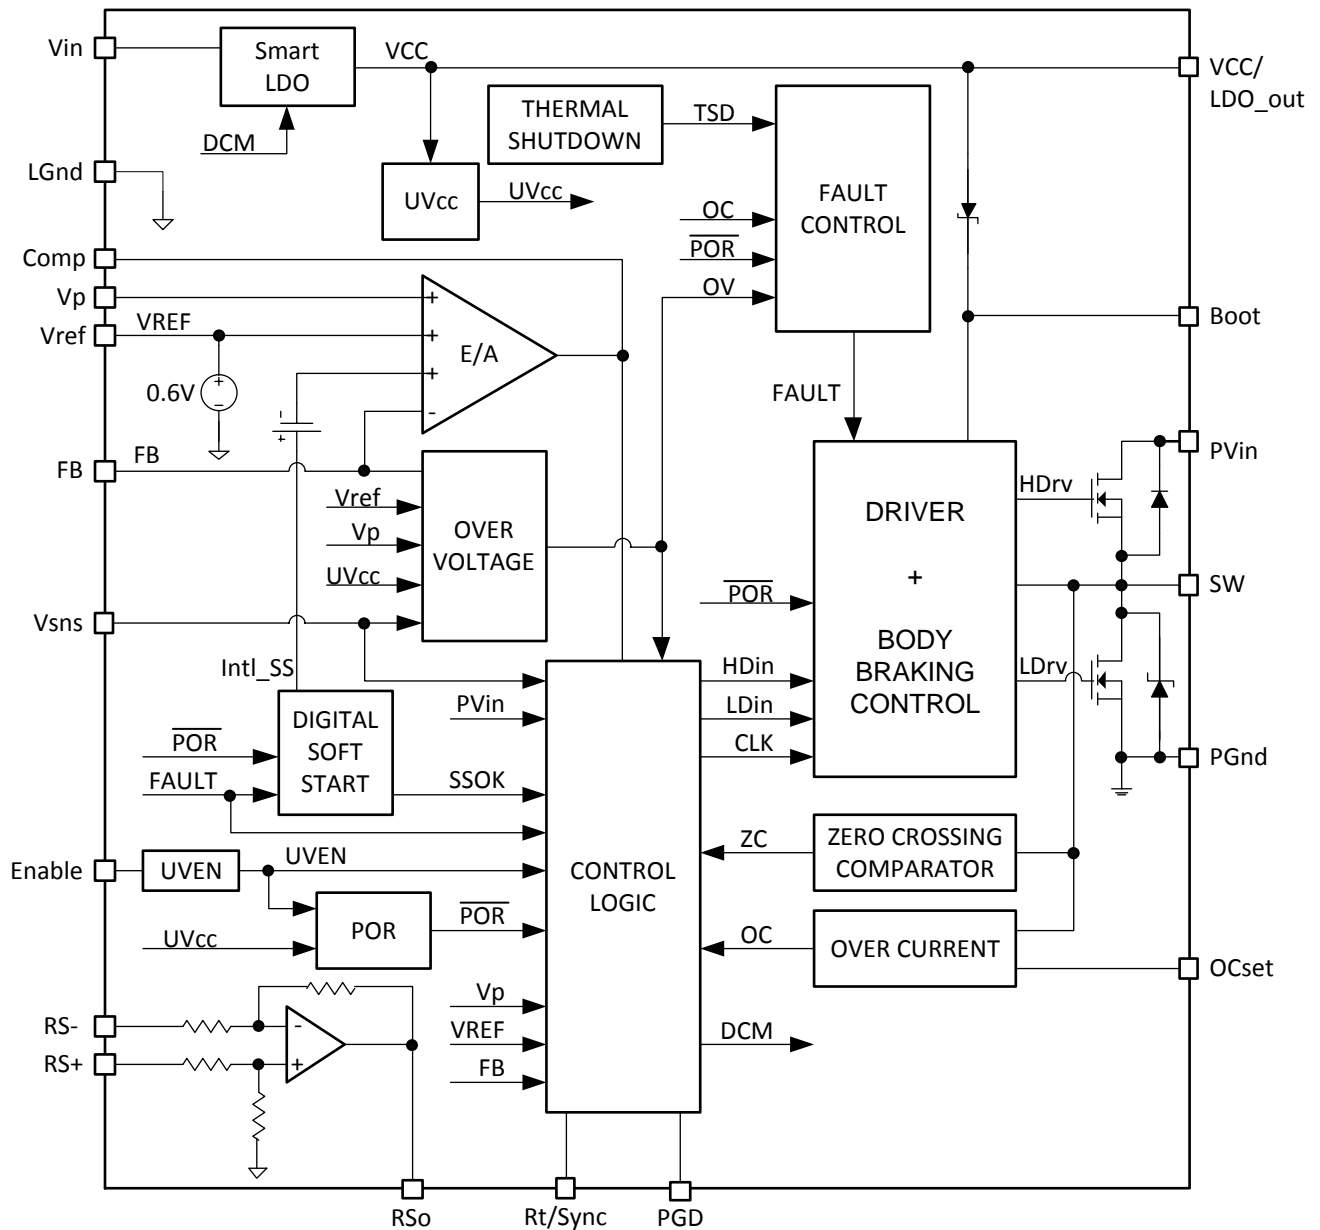 Vin
Smart
LDO
VCC
VCC/
LDO_out
DCM
THERMAL
SHUTDOWN
TSD
LGnd
UVcc
UVcc
FAULT
CONTROL
OC
POR
OV
Comp
Vp
Vref
VREF
+
+
+
-
E/A
0.6V
+
-
+
Boot
FAULT
FB
FB
PVin
Vref
Vp
UVcc
OVER
VOLTAGE
HDrv
DRIVER
+
BODY
BRAKING
CONTROL
SW
POR
Vsns
LDrv
Intl_SS
HDin
LDin
CLK
PVin
DIGITAL
SOFT
START
POR
FAULT
SSOK
PGnd
ZC
ZERO CROSSING
COMPARATOR
Enable
UVEN
UVEN
CONTROL
LOGIC
POR
POR
UVcc
OC
OVER CURRENT
OCset
RS-
RS+
-
+
Vp
VREF
FB
DCM
RSo
Rt/Sync
PGD